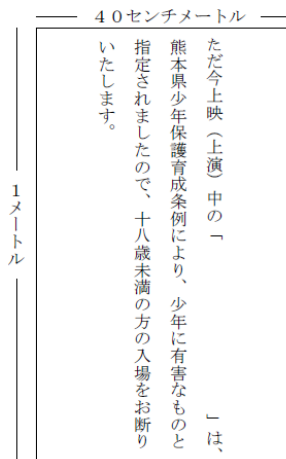 40センチメートル
1メートル
ただ今上映（上演）中の「　　　　　　　」は、
熊本県少年保護育成条例により、少年に有害なものと
指定されましたので、十八歳未満の方の入場をお断り
いたします。